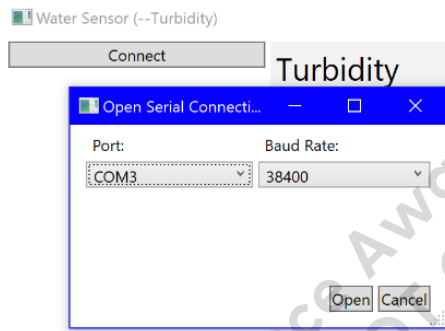 Water Sensor (--Turbidity)
Connect
Turbidity
Open Serial Connecti...
Port:
Baud Rate:
COM3
38400
Open
Cancel